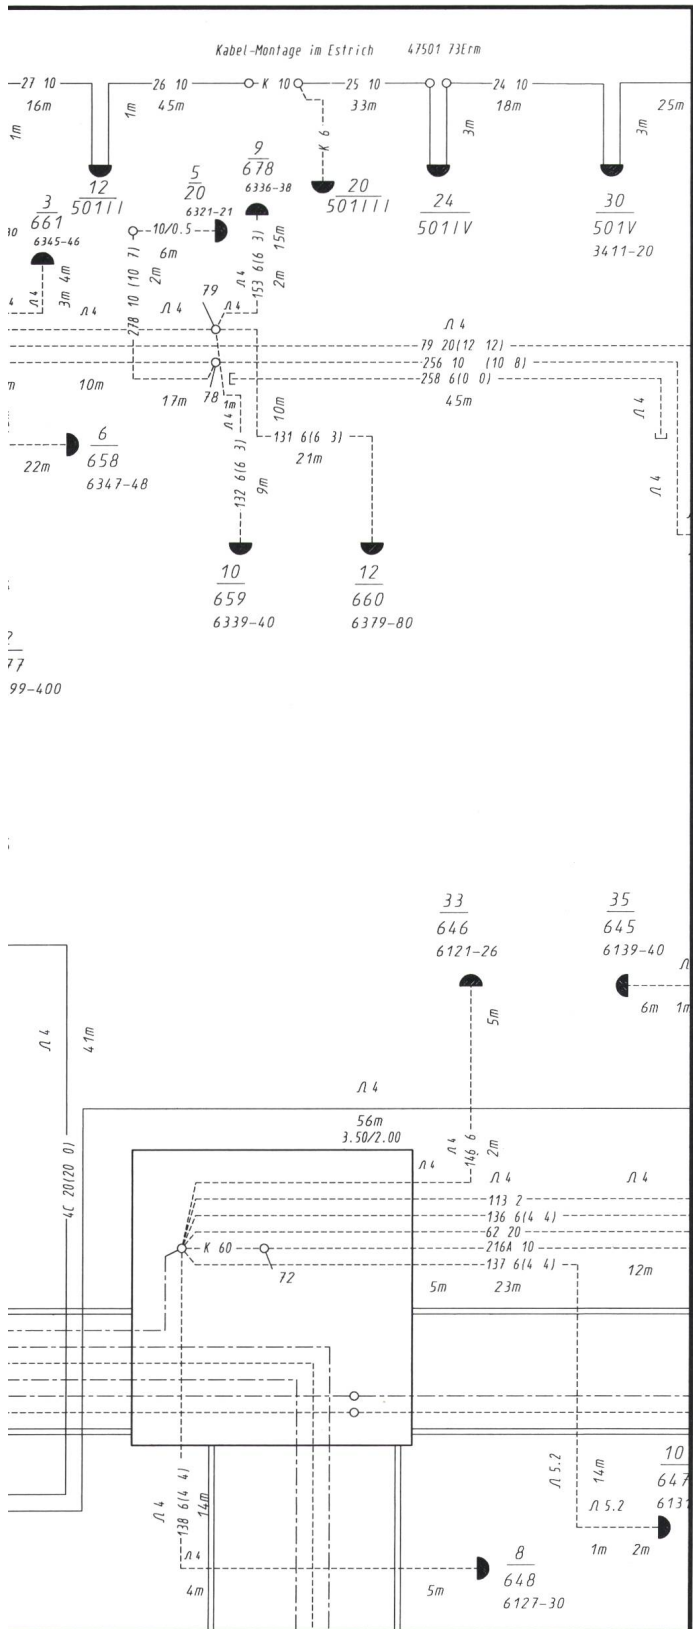 Kabel-Montage im Estrich 47501 73Erm
27 10
26 10
K 10
25 10
24 10
16m
1m
45m
33m
3m
18m
3m
25m
1m
K 6
9
678
6336-38
5
20
6321-21
12
501II
20
501III
24
501IV
30
501V
3411-20
3
661
6345-46
30
10/0.5
6m
278 10 (10 7)
2m
Л 4
153 6(6 3)
2m 15m
Л 4
3m 4m
4
Л 4
Л 4
79
Л 4
Л 4
79 20(12 12)
256 10 (10 8)
258 6(0 0)
m
10m
17m
78
1m
45m
Л 4
10m
Л 4
131 6(6 3)
21m
6
658
6347-48
22m
132 6(6 3)
9m
Л 4
10
659
6339-40
12
660
6379-80
77
99-400
33
646
6121-26
35
645
6139-40
5m
6m 1m
Л 4
41m
Л 4
56m
3.50/2.00
4C 20(20 0)
Л 4
146 6
2m
Л 4
Л 4
Л 4
113 2
136 6(4 4)
62 20
K 60
216A 10
137 6(4 4)
72
5m
23m
12m
Л 4
138 6(4 4)
14m
Л 5.2
14m
10
647
6131
Л 5.2
1m 2m
Л 4
4m
5m
8
648
6127-30